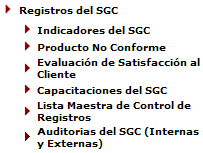 Registros del SGC
Indicadores del SGC
Producto No Conforme
Evaluación de Satisfacción al
Cliente
Capacitaciones del SGC
Lista Maestra de Control de
Registros
Auditorias del SGC (Internas
y Externas)